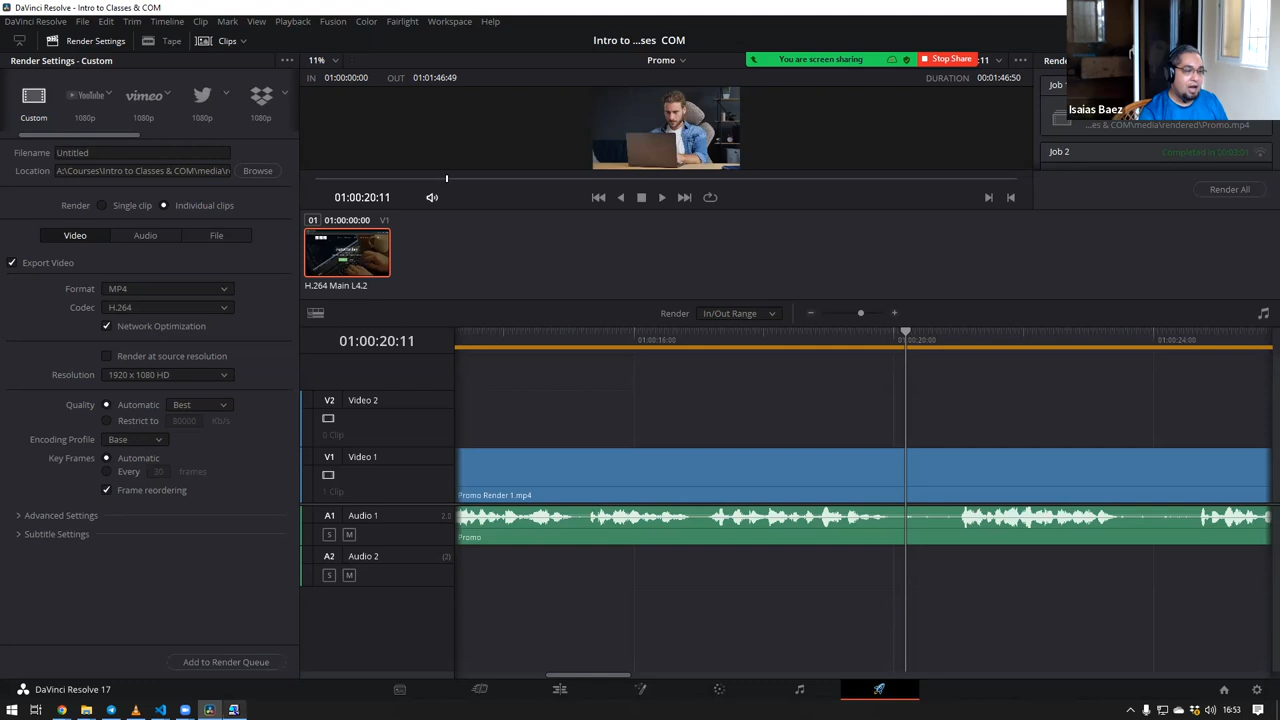 DaVinci Resolve - Intro to Classes & COM
DaVinci Resolve File Edit Trim Timeline Clip Mark View Playback Fusion Color Fairlight Workspace Help
Render Settings Tape Clips Intro to ...ses COM
Render Settings - Custom ... 11% Promo You are screen sharing Stop Share :11 ... Rende
IN 01:00:00:00 OUT 01:01:46:49 DURATION 00:01:46:50 Job 1
YouTube vimeo
Custom 1080p 1080p 1080p 1080p
Isaias Baez
...es & COM\media\rendered\Promo.mp4
Filename Untitled
Job 2 Completed in 00:02:01
Location A:\Courses\Intro to Classes & COM\media\r Browse
01:00:20:11
Render All
Render Single clip Individual clips
01 01:00:00:00 V1
Video Audio File
Export Video
H.264 Main L4.2
Format MP4
Codec H.264
Render In/Out Range
Network Optimization
01:00:20:11
01:00:16:00 01:00:20:00 01:00:24:00
Render at source resolution
Resolution 1920 x 1080 HD
V2 Video 2
Quality Automatic Best
Restrict to 80000 Kb/s
0 Clip
Encoding Profile Base
Key Frames Automatic
V1 Video 1
Every 30 frames
Frame reordering
1 Clip
Promo Render 1.mp4
Advanced Settings
A1 Audio 1 2.0
Subtitle Settings
S M
Promo
A2 Audio 2 (2)
S M
Add to Render Queue
DaVinci Resolve 17
16:53